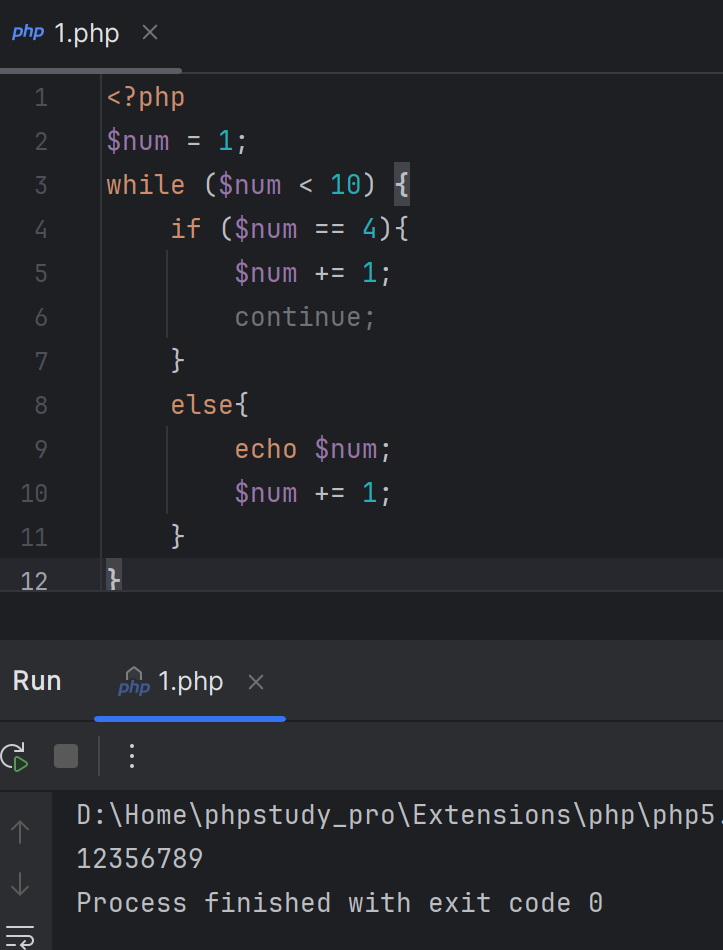 php 1.php
1 <?php
2 $num = 1;
3 while ($num < 10) {
4 if ($num == 4){
5 $num += 1;
6 continue;
7 }
8 else{
9 echo $num;
10 $num += 1;
11 }
12 }
Run php 1.php
D:\Home\phpstudy_pro\Extensions\php\php5.
12356789
Process finished with exit code 0